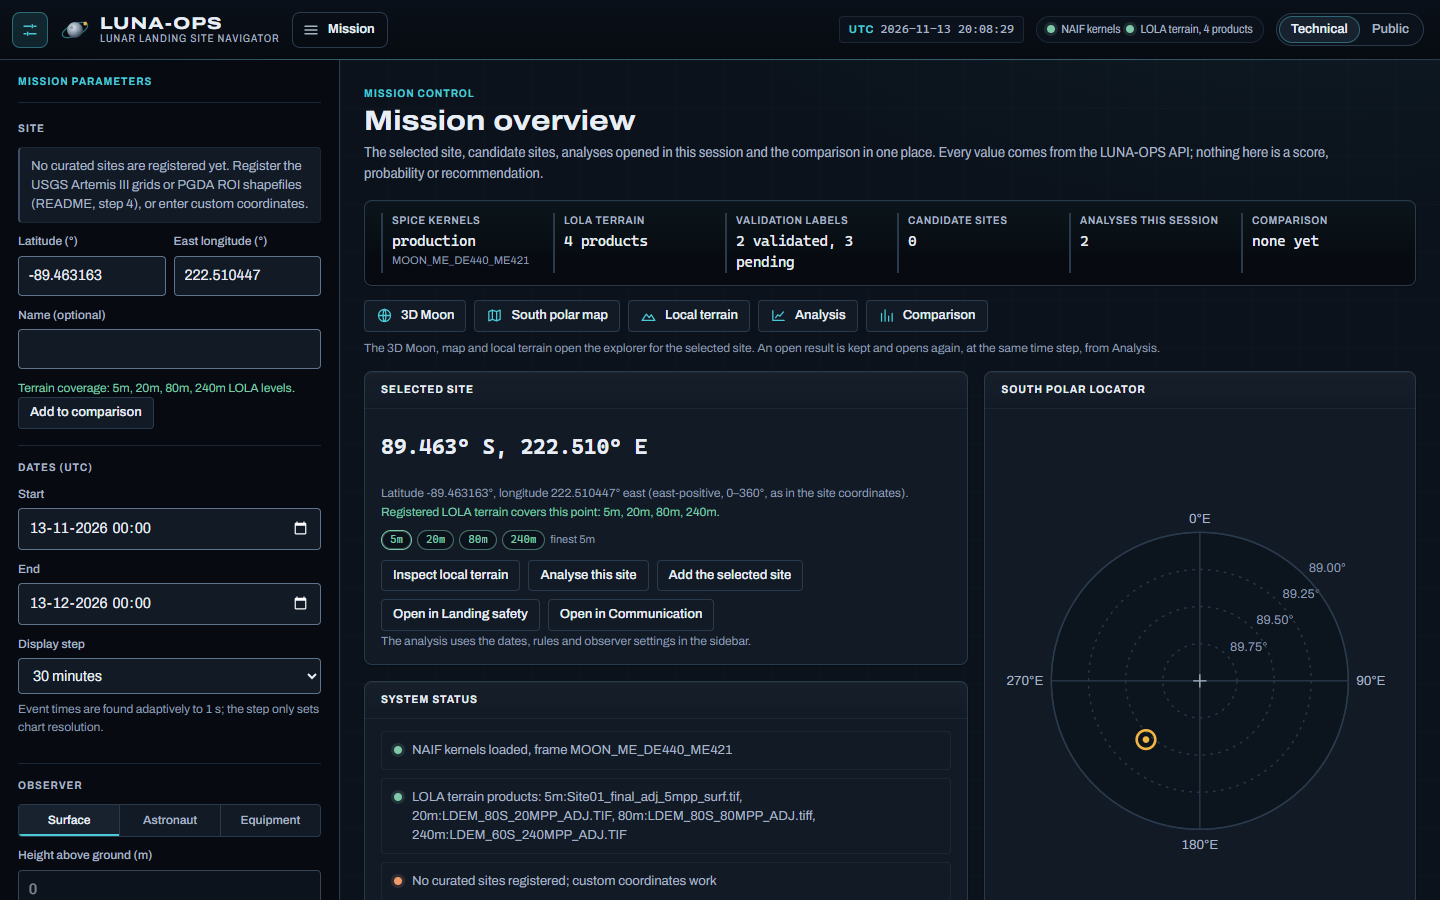 LUNA-OPS
LUNAR LANDING SITE NAVIGATOR
Mission
UTC 2026-11-13 20:08:29
NAIF kernels
LOLA terrain, 4 products
Technical
Public
MISSION PARAMETERS
SITE
No curated sites are registered yet. Register the
USGS Artemis III grids or PGDA ROI shapefiles
(README, step 4), or enter custom coordinates.
Latitude (°)
East longitude (°)
-89.463163
222.510447
Name (optional)
Terrain coverage: 5m, 20m, 80m, 240m LOLA levels.
Add to comparison
DATES (UTC)
Start
13-11-2026 00:00
End
13-12-2026 00:00
Display step
30 minutes
Event times are found adaptively to 1 s; the step only sets
chart resolution.
OBSERVER
Surface
Astronaut
Equipment
Height above ground (m)
0
MISSION CONTROL
Mission overview
The selected site, candidate sites, analyses opened in this session and the comparison in one place. Every value comes from the LUNA-OPS API; nothing here is a score,
probability or recommendation.
SPICE KERNELS
production
MOON_ME_DE440_ME421
LOLA TERRAIN
4 products
VALIDATION LABELS
2 validated, 3
pending
CANDIDATE SITES
0
ANALYSES THIS SESSION
2
COMPARISON
none yet
3D Moon
South polar map
Local terrain
Analysis
Comparison
The 3D Moon, map and local terrain open the explorer for the selected site. An open result is kept and opens again, at the same time step, from Analysis.
SELECTED SITE
89.463° S, 222.510° E
Latitude -89.463163°, longitude 222.510447° east (east-positive, 0–360°, as in the site coordinates).
Registered LOLA terrain covers this point: 5m, 20m, 80m, 240m.
5m
20m
80m
240m
finest 5m
Inspect local terrain
Analyse this site
Add the selected site
Open in Landing safety
Open in Communication
The analysis uses the dates, rules and observer settings in the sidebar.
SYSTEM STATUS
NAIF kernels loaded, frame MOON_ME_DE440_ME421
LOLA terrain products: 5m:Site01_final_adj_5mpp_surf.tif,
20m:LDEM_80S_20MPP_ADJ.TIF, 80m:LDEM_80S_80MPP_ADJ.tiff,
240m:LDEM_60S_240MPP_ADJ.TIF
No curated sites registered; custom coordinates work
SOUTH POLAR LOCATOR
0°E
89.00°
89.25°
89.50°
89.75°
270°E
90°E
180°E